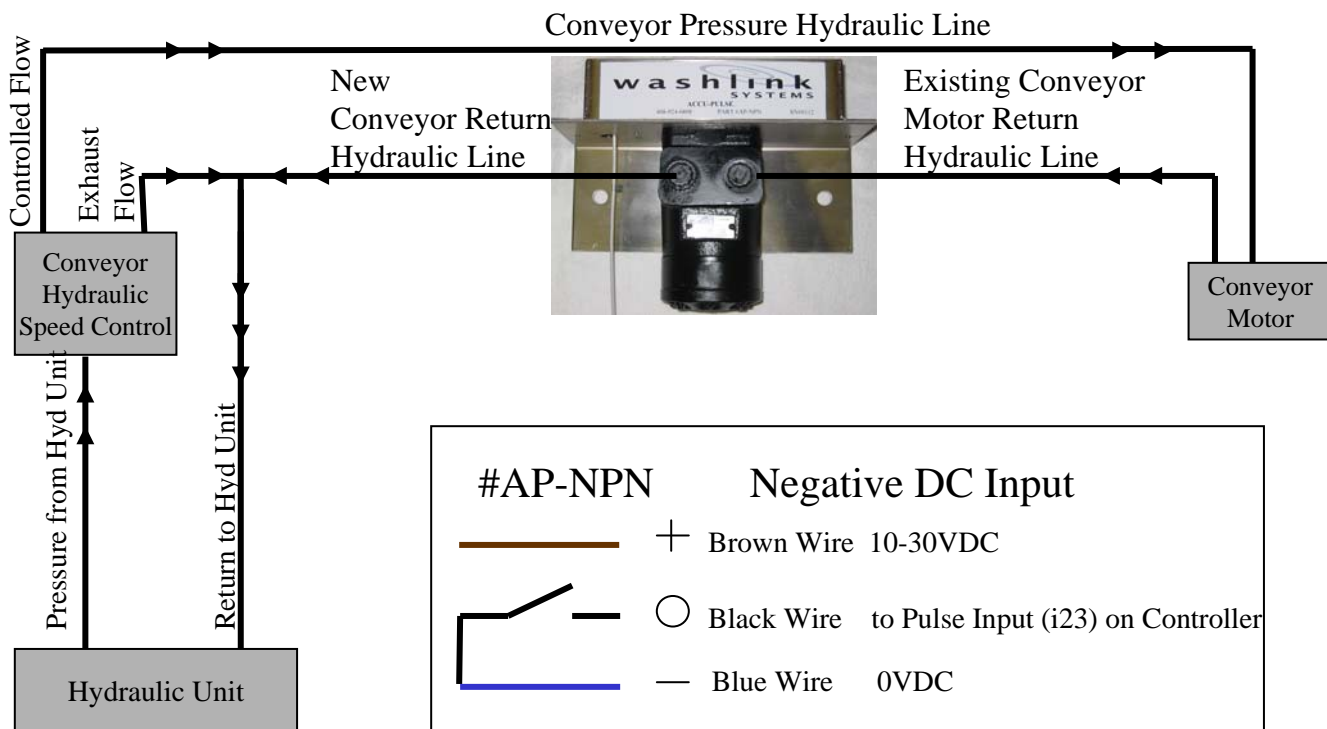 Conveyor Pressure Hydraulic Line
Controlled Flow
Exhaust
Flow
New
Conveyor Return
Hydraulic Line
washlink
SYSTEMS
ACCU-PULSE
Existing Conveyor
Motor Return
Hydraulic Line
Conveyor
Hydraulic
Speed Control
Conveyor
Motor
Pressure from Hyd Unit
Return to Hyd Unit
Hydraulic Unit
#AP-NPN Negative DC Input
+ Brown Wire 10-30VDC
Black Wire to Pulse Input (i23) on Controller
— Blue Wire 0VDC